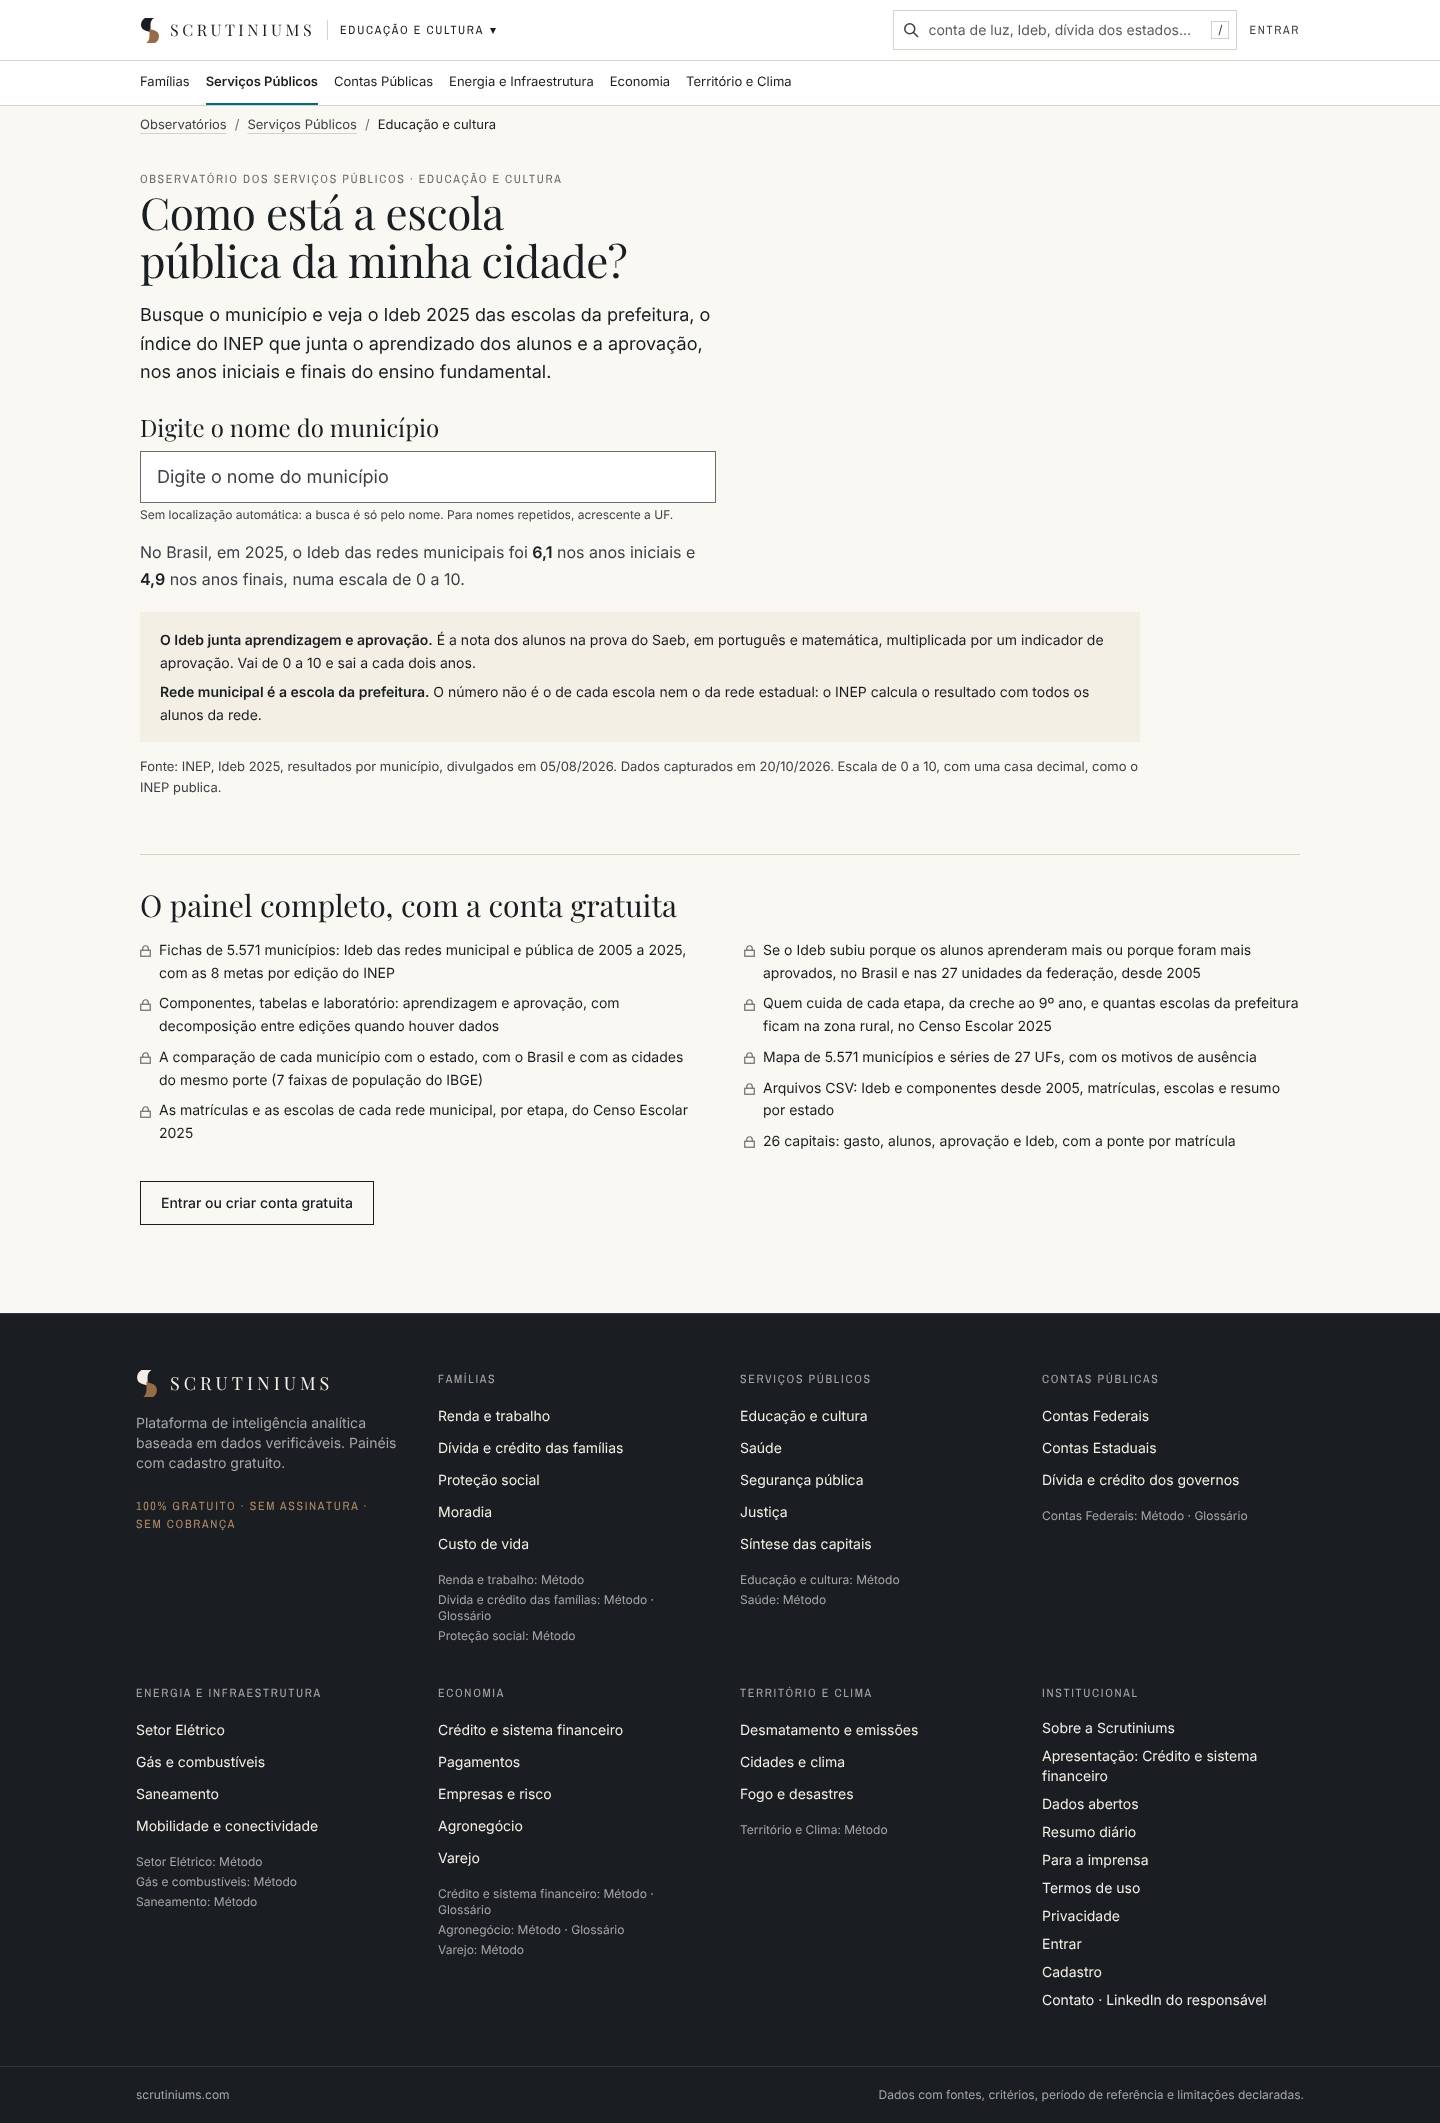 SCRUTINIUMS
EDUCAÇÃO E CULTURA ▾
conta de luz, Ideb, dívida dos estados...
/
ENTRAR
Famílias
Serviços Públicos
Contas Públicas
Energia e Infraestrutura
Economia
Território e Clima
Observatórios / Serviços Públicos / Educação e cultura
OBSERVATÓRIO DOS SERVIÇOS PÚBLICOS · EDUCAÇÃO E CULTURA
Como está a escola
pública da minha cidade?
Busque o município e veja o Ideb 2025 das escolas da prefeitura, o
índice do INEP que junta o aprendizado dos alunos e a aprovação,
nos anos iniciais e finais do ensino fundamental.
Digite o nome do município
Digite o nome do município
Sem localização automática: a busca é só pelo nome. Para nomes repetidos, acrescente a UF.
No Brasil, em 2025, o Ideb das redes municipais foi 6,1 nos anos iniciais e
4,9 nos anos finais, numa escala de 0 a 10.
O Ideb junta aprendizagem e aprovação. É a nota dos alunos na prova do Saeb, em português e matemática, multiplicada por um indicador de
aprovação. Vai de 0 a 10 e sai a cada dois anos.
Rede municipal é a escola da prefeitura. O número não é o de cada escola nem o da rede estadual: o INEP calcula o resultado com todos os
alunos da rede.
Fonte: INEP, Ideb 2025, resultados por município, divulgados em 05/08/2026. Dados capturados em 20/10/2026. Escala de 0 a 10, com uma casa decimal, como o
INEP publica.
O painel completo, com a conta gratuita
Fichas de 5.571 municípios: Ideb das redes municipal e pública de 2005 a 2025,
com as 8 metas por edição do INEP
Componentes, tabelas e laboratório: aprendizagem e aprovação, com
decomposição entre edições quando houver dados
A comparação de cada município com o estado, com o Brasil e com as cidades
do mesmo porte (7 faixas de população do IBGE)
As matrículas e as escolas de cada rede municipal, por etapa, do Censo Escolar
2025
Se o Ideb subiu porque os alunos aprenderam mais ou porque foram mais
aprovados, no Brasil e nas 27 unidades da federação, desde 2005
Quem cuida de cada etapa, da creche ao 9º ano, e quantas escolas da prefeitura
ficam na zona rural, no Censo Escolar 2025
Mapa de 5.571 municípios e séries de 27 UFs, com os motivos de ausência
Arquivos CSV: Ideb e componentes desde 2005, matrículas, escolas e resumo
por estado
26 capitais: gasto, alunos, aprovação e Ideb, com a ponte por matrícula
Entrar ou criar conta gratuita
SCRUTINIUMS
Plataforma de inteligência analítica
baseada em dados verificáveis. Painéis
com cadastro gratuito.
100% GRATUITO · SEM ASSINATURA ·
SEM COBRANÇA
FAMÍLIAS
Renda e trabalho
Dívida e crédito das famílias
Proteção social
Moradia
Custo de vida
Renda e trabalho: Método
Dívida e crédito das famílias: Método ·
Glossário
Proteção social: Método
SERVIÇOS PÚBLICOS
Educação e cultura
Saúde
Segurança pública
Justiça
Síntese das capitais
Educação e cultura: Método
Saúde: Método
CONTAS PÚBLICAS
Contas Federais
Contas Estaduais
Dívida e crédito dos governos
Contas Federais: Método · Glossário
ENERGIA E INFRAESTRUTURA
Setor Elétrico
Gás e combustíveis
Saneamento
Mobilidade e conectividade
Setor Elétrico: Método
Gás e combustíveis: Método
Saneamento: Método
ECONOMIA
Crédito e sistema financeiro
Pagamentos
Empresas e risco
Agronegócio
Varejo
Crédito e sistema financeiro: Método ·
Glossário
Agronegócio: Método · Glossário
Varejo: Método
TERRITÓRIO E CLIMA
Desmatamento e emissões
Cidades e clima
Fogo e desastres
Território e Clima: Método
INSTITUCIONAL
Sobre a Scrutiniums
Apresentação: Crédito e sistema
financeiro
Dados abertos
Resumo diário
Para a imprensa
Termos de uso
Privacidade
Entrar
Cadastro
Contato · LinkedIn do responsável
scrutiniums.com
Dados com fontes, critérios, período de referência e limitações declaradas.